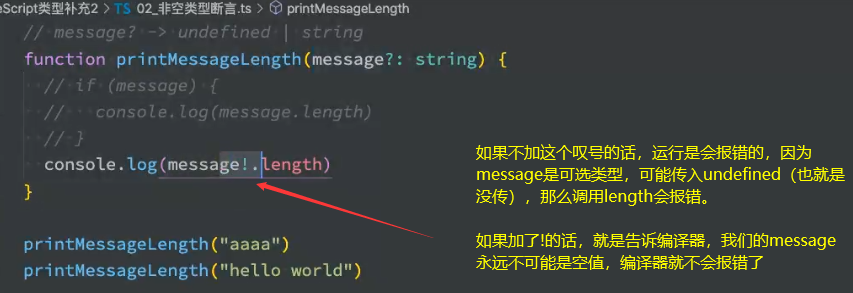 eScript类型补充2 > TS 02_非空类型断言.ts > printMessageLength
// message? -> undefined | string
function printMessageLength(message?: string) {
// if (message) {
//   console.log(message.length)
// }
console.log(message!.length)
}
printMessageLength("aaaa")
printMessageLength("hello world")
如果不加这个叹号的话，运行是会报错的，因为
message是可选类型，可能传入undefined（也就是
没传），那么调用length会报错。
如果加了!的话，就是告诉编译器，我们的message
永远不可能是空值，编译器就不会报错了